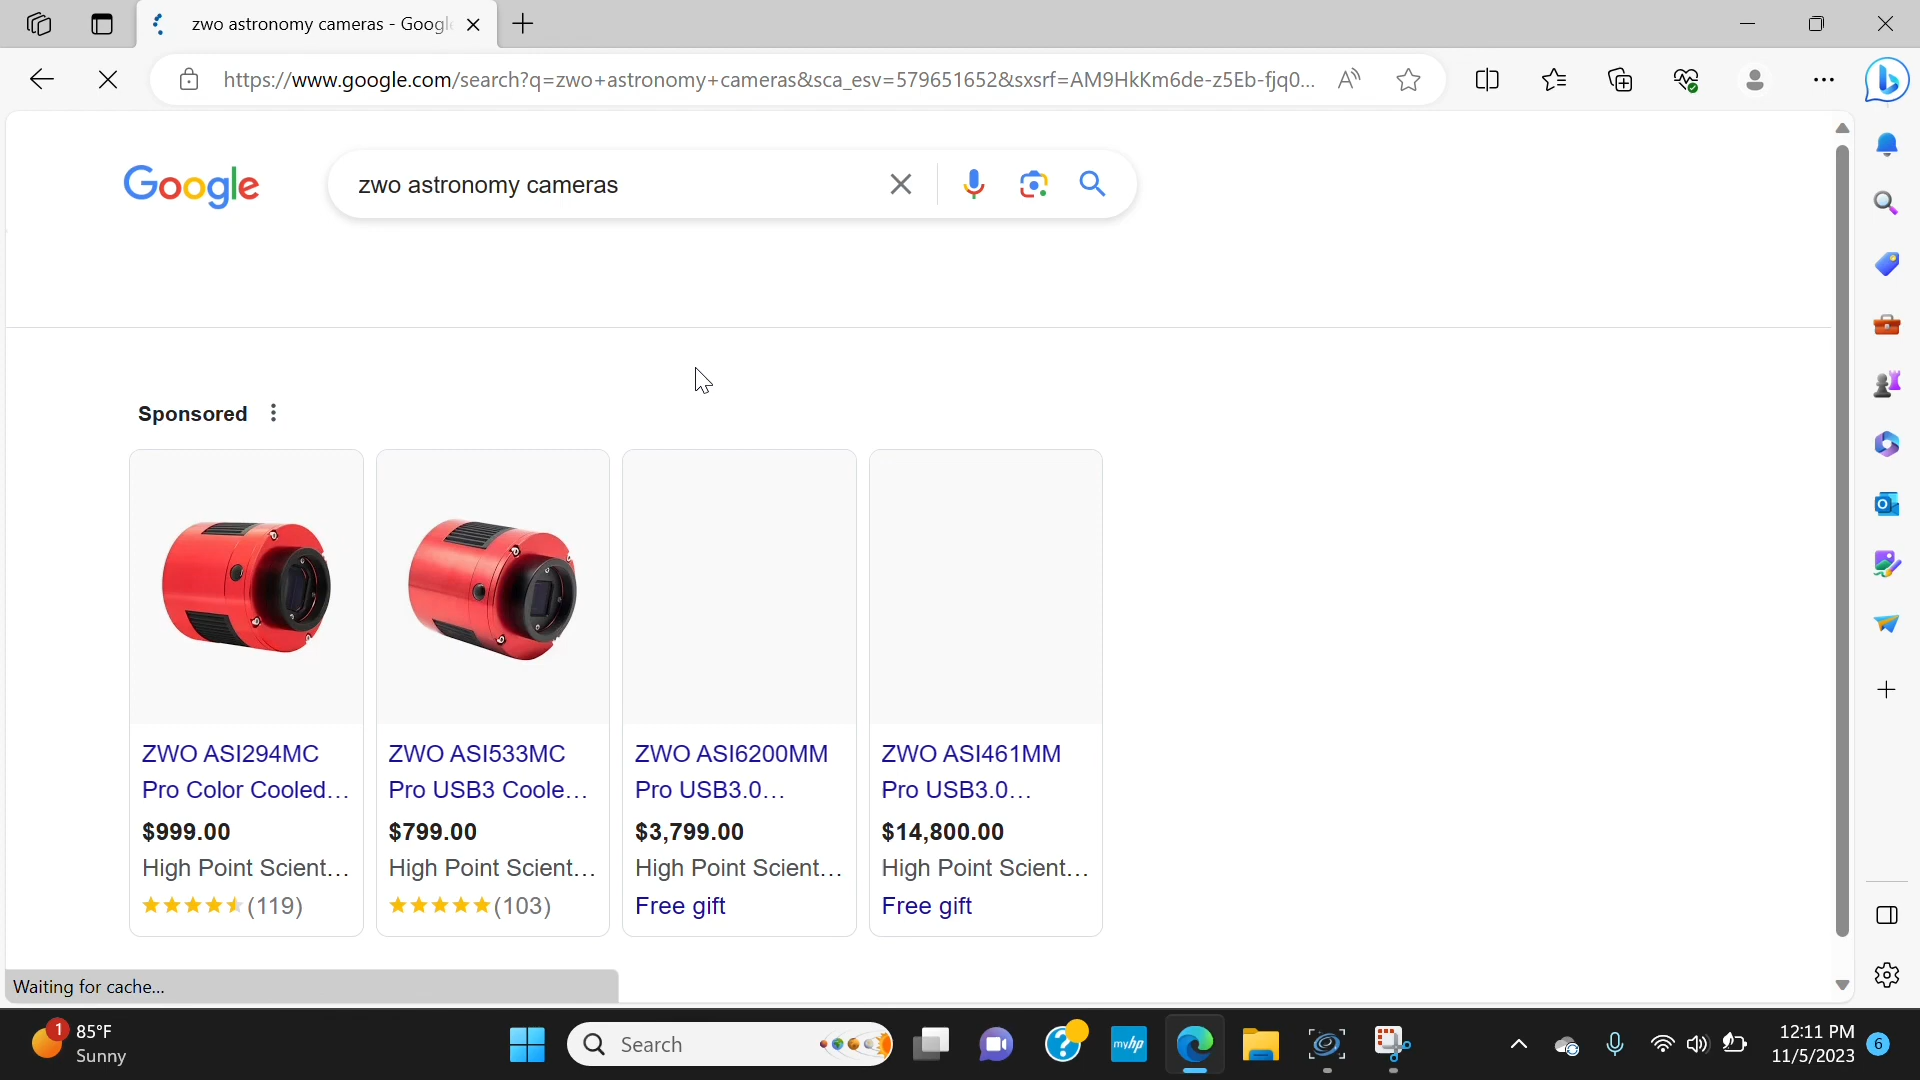 zwo astronomy cameras - Googl
https://www.google.com/search?q=zwo+astronomy+cameras&sca_esv=579651652&sxsrf=AM9HkKm6de-z5Eb-fjq0...
Google
zwo astronomy cameras
Sponsored
ZWO ASI294MC
Pro Color Cooled...
$999.00
High Point Scient...
(119)
ZWO ASI533MC
Pro USB3 Coole...
$799.00
High Point Scient...
(103)
ZWO ASI6200MM
Pro USB3.0...
$3,799.00
High Point Scient...
Free gift
ZWO ASI461MM
Pro USB3.0...
$14,800.00
High Point Scient...
Free gift
Waiting for cache...
1
85°F
Sunny
Search
myhp
12:11 PM
11/5/2023
6